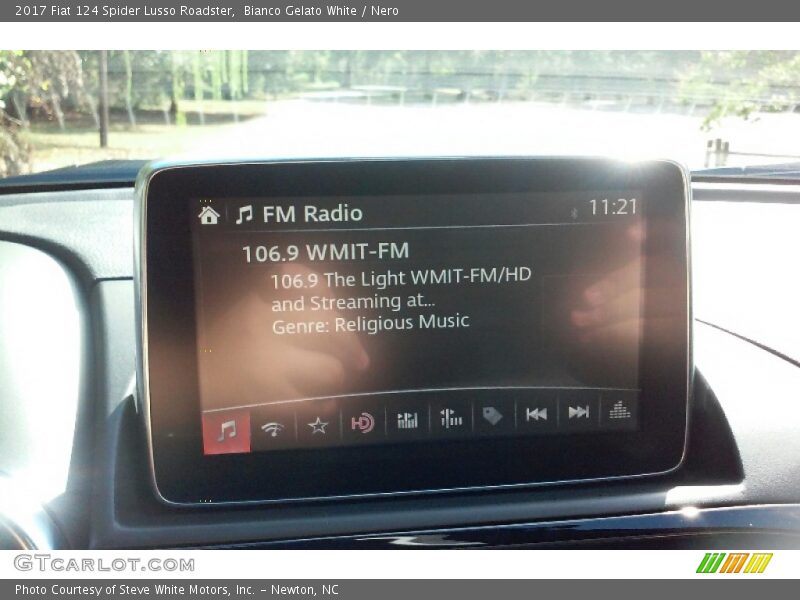 2017 Fiat 124 Spider Lusso Roadster,  Bianco Gelato White / Nero
FM Radio
11:21
106.9 WMIT-FM
106.9 The Light WMIT-FM/HD
and Streaming at...
Genre: Religious Music
HD
GTCARLOT.COM
Photo Courtesy of Steve White Motors, Inc. – Newton, NC